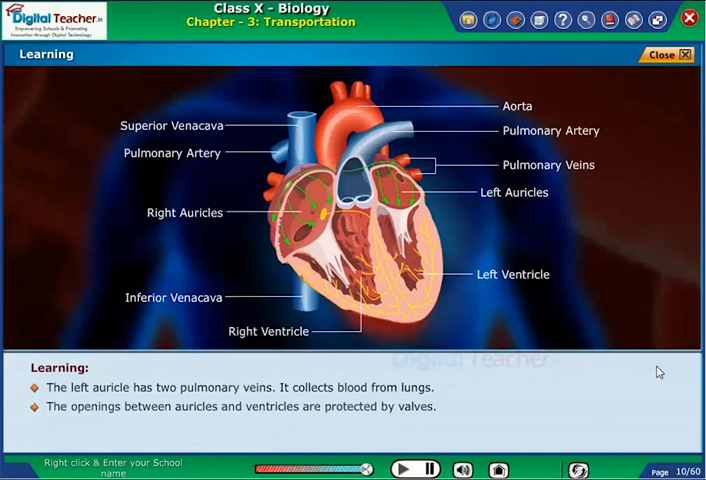 Digital Teacher.in
Empowering Schools & Promoting
Innovation through Digital Technology
Class X - Biology
Chapter - 3: Transportation
Learning
Close
Superior Venacava
Pulmonary Artery
Right Auricles
Inferior Venacava
Right Ventricle
Aorta
Pulmonary Artery
Pulmonary Veins
Left Auricles
Left Ventricle
Digital Teacher.in
Learning:
The left auricle has two pulmonary veins. It collects blood from lungs.
The openings between auricles and ventricles are protected by valves.
Right click & Enter your School
name
Page 10/60